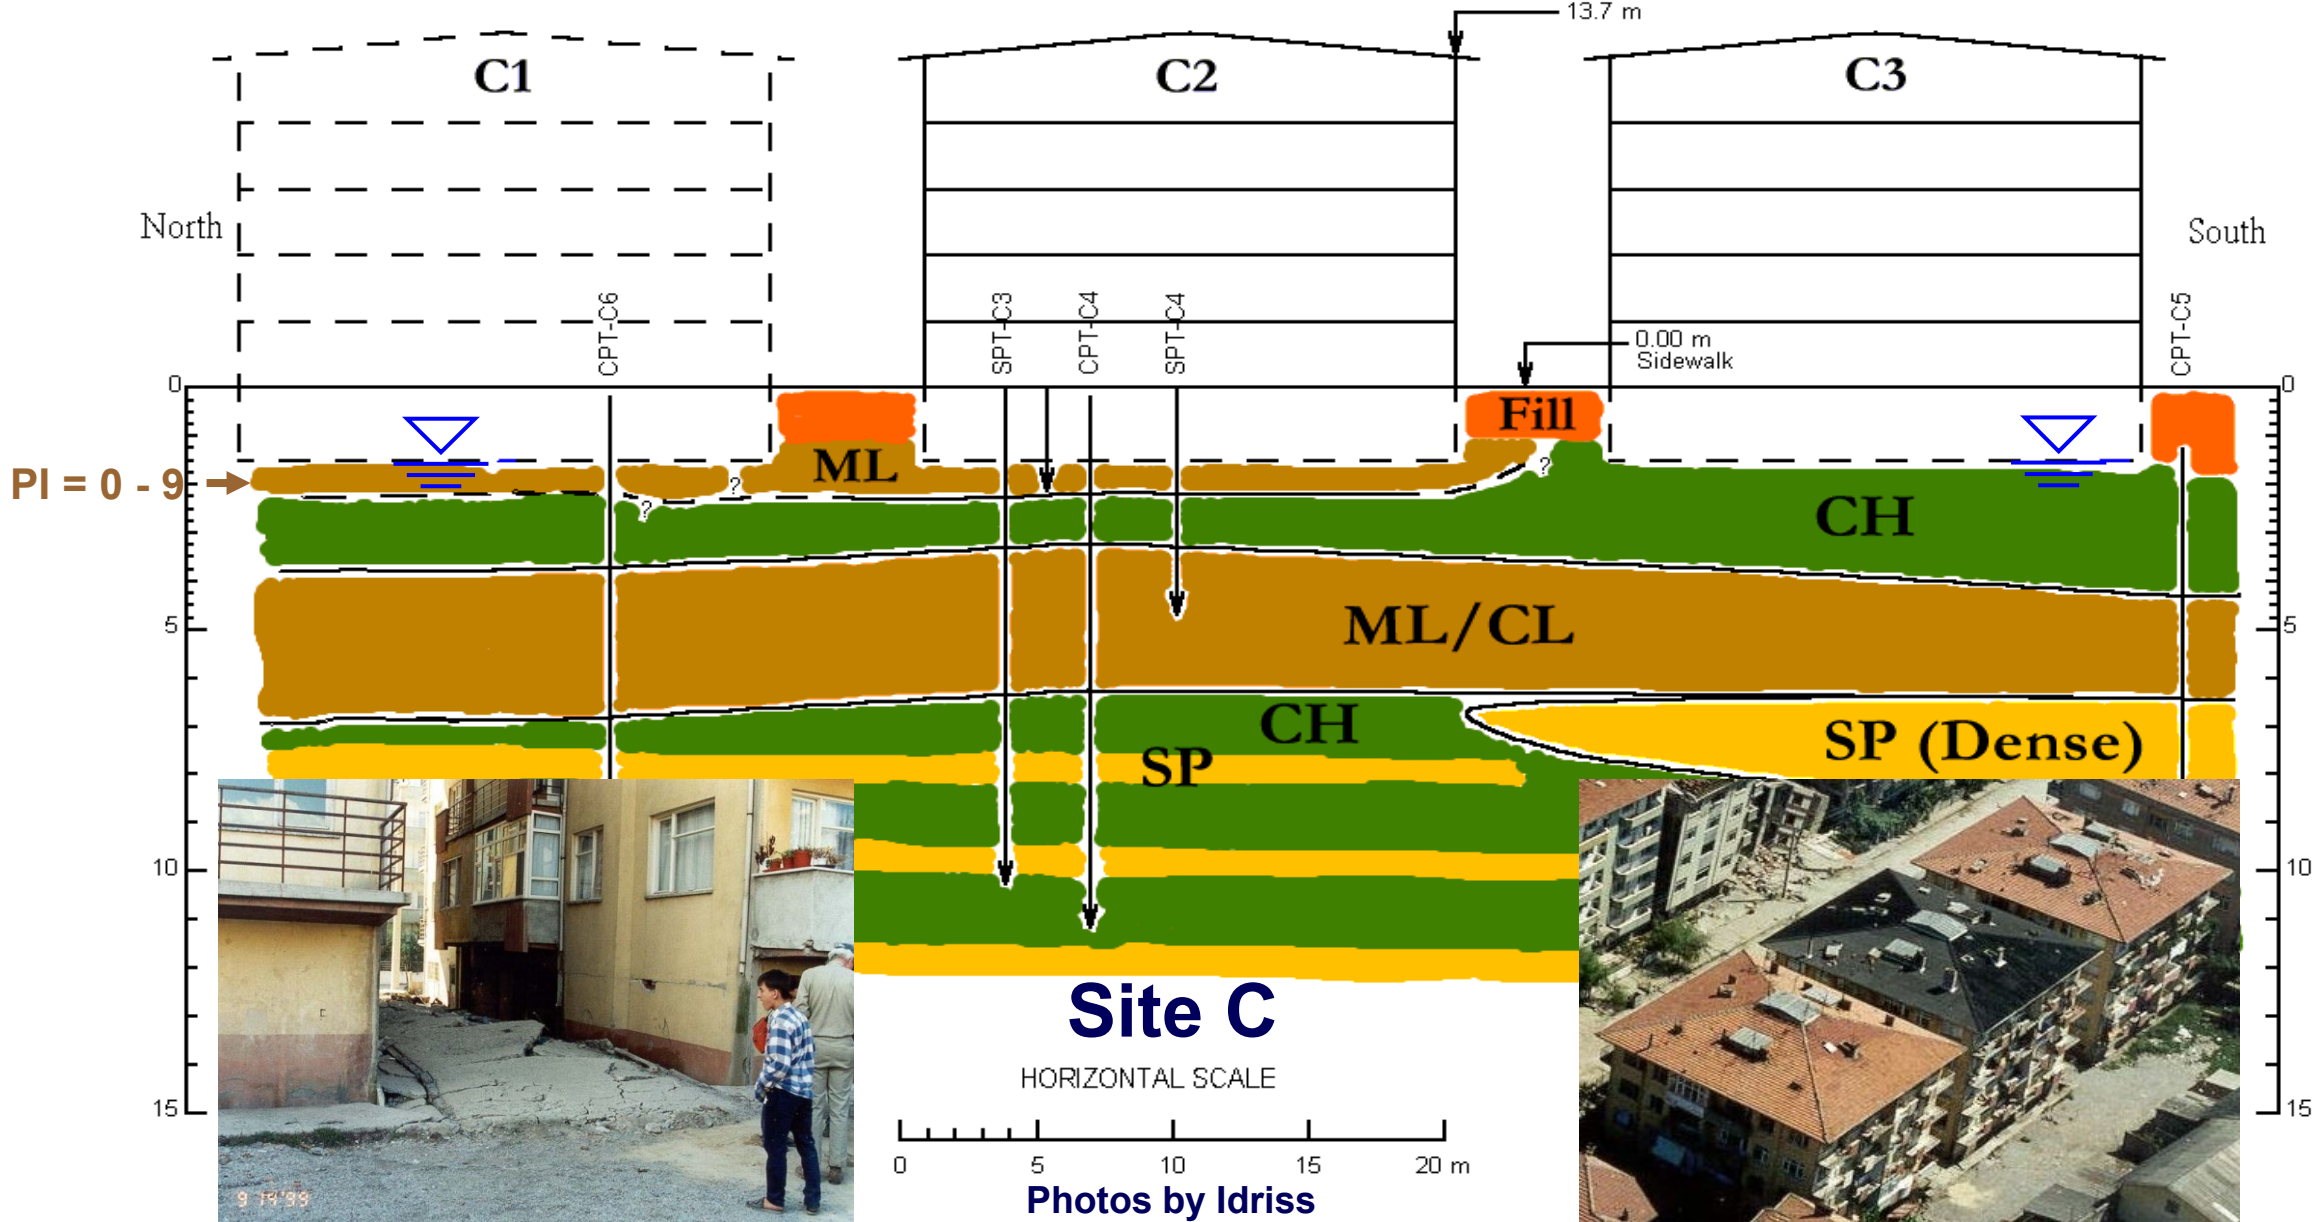 13.7 m
C1
C2
C3
North
South
CPT-C6
SPT-C3
CPT-C4
SPT-C4
CPT-C5
0.00 m
Sidewalk
0
0
Fill
ML
?
?
?
PI = 0 - 9
CH
5
5
ML/CL
CH
SP
SP (Dense)
10
10
Site C
HORIZONTAL SCALE
15
15
0 5 10 15 20 m
Photos by Idriss
9 14'99